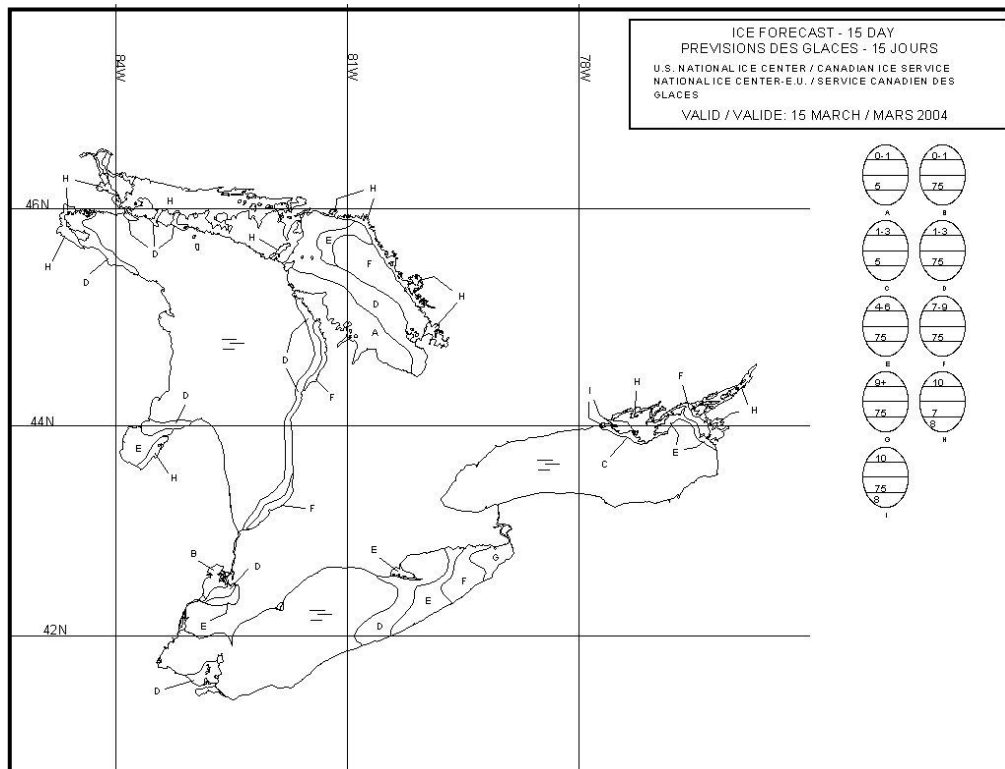 84W
81W
78W
ICE FORECAST - 15 DAY
PREVISIONS DES GLACES - 15 JOURS
U.S. NATIONAL ICE CENTER / CANADIAN ICE SERVICE
NATIONAL ICE CENTER-E.U. / SERVICE CANADIEN DES
GLACES
VALID / VALIDE: 15 MARCH / MARS 2004
0-1
5
A
0-1
75
B
1-3
5
C
1-3
75
D
4-6
75
E
7-9
75
F
9+
75
G
10
7
8
H
10
75
8
I
46N
44N
42N
H
H
H
H
H
E
H
F
H
D
H
D
D
A
D
F
D
E
H
F
I
H
F
H
C
E
B
D
E
E
G
F
E
D
D